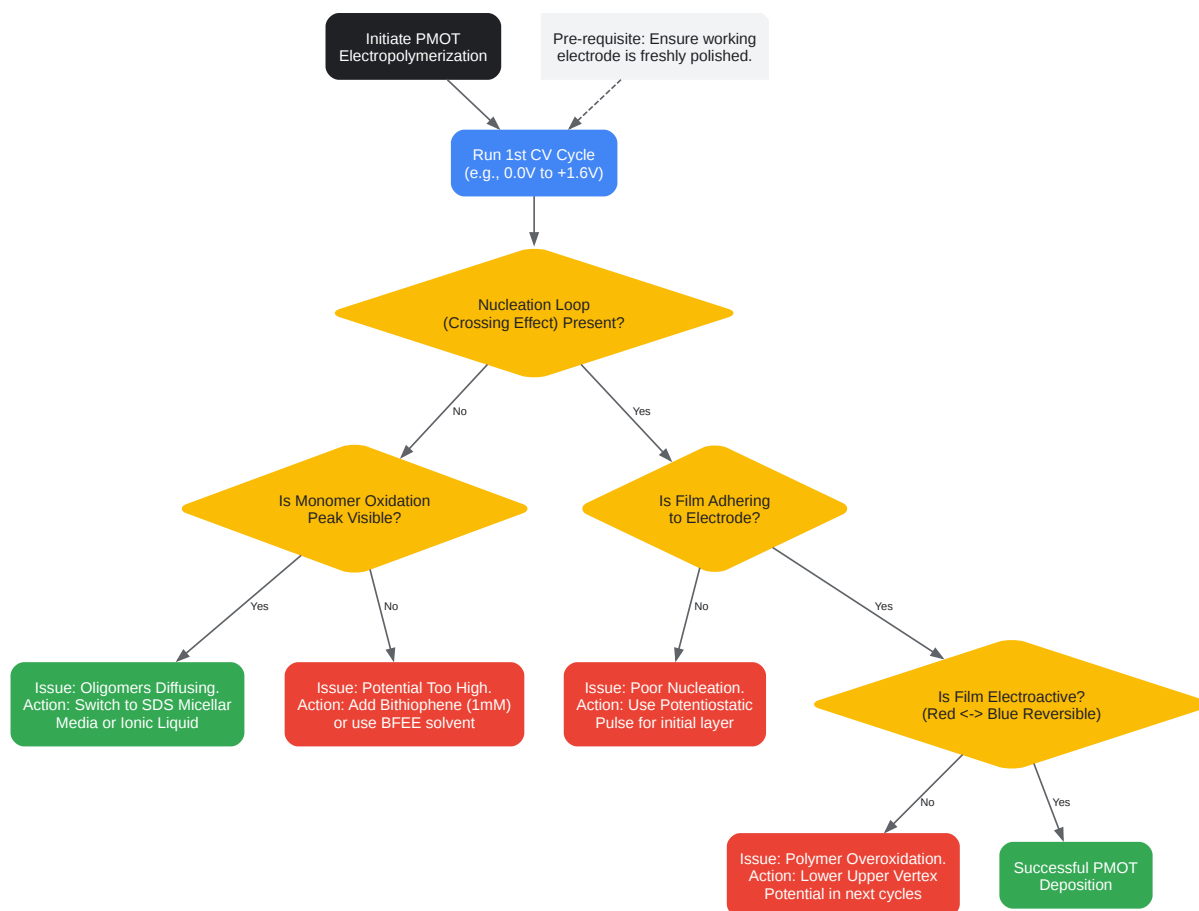 Initiate PMOT
Electropolymerization
Pre-requisite: Ensure working
electrode is freshly polished.
Run 1st CV Cycle
(e.g., 0.0V to +1.6V)
Nucleation Loop
(Crossing Effect) Present?
No
Yes
Is Monomer Oxidation
Peak Visible?
Is Film Adhering
to Electrode?
Yes
No
No
Yes
Issue: Oligomers Diffusing.
Action: Switch to SDS Micellar
Media or Ionic Liquid
Issue: Potential Too High.
Action: Add Bithiophene (1mM)
or use BFEE solvent
Issue: Poor Nucleation.
Action: Use Potentiostatic
Pulse for initial layer
Is Film Electroactive?
(Red <-> Blue Reversible)
No
Yes
Issue: Polymer Overoxidation.
Action: Lower Upper Vertex
Potential in next cycles
Successful PMOT
Deposition